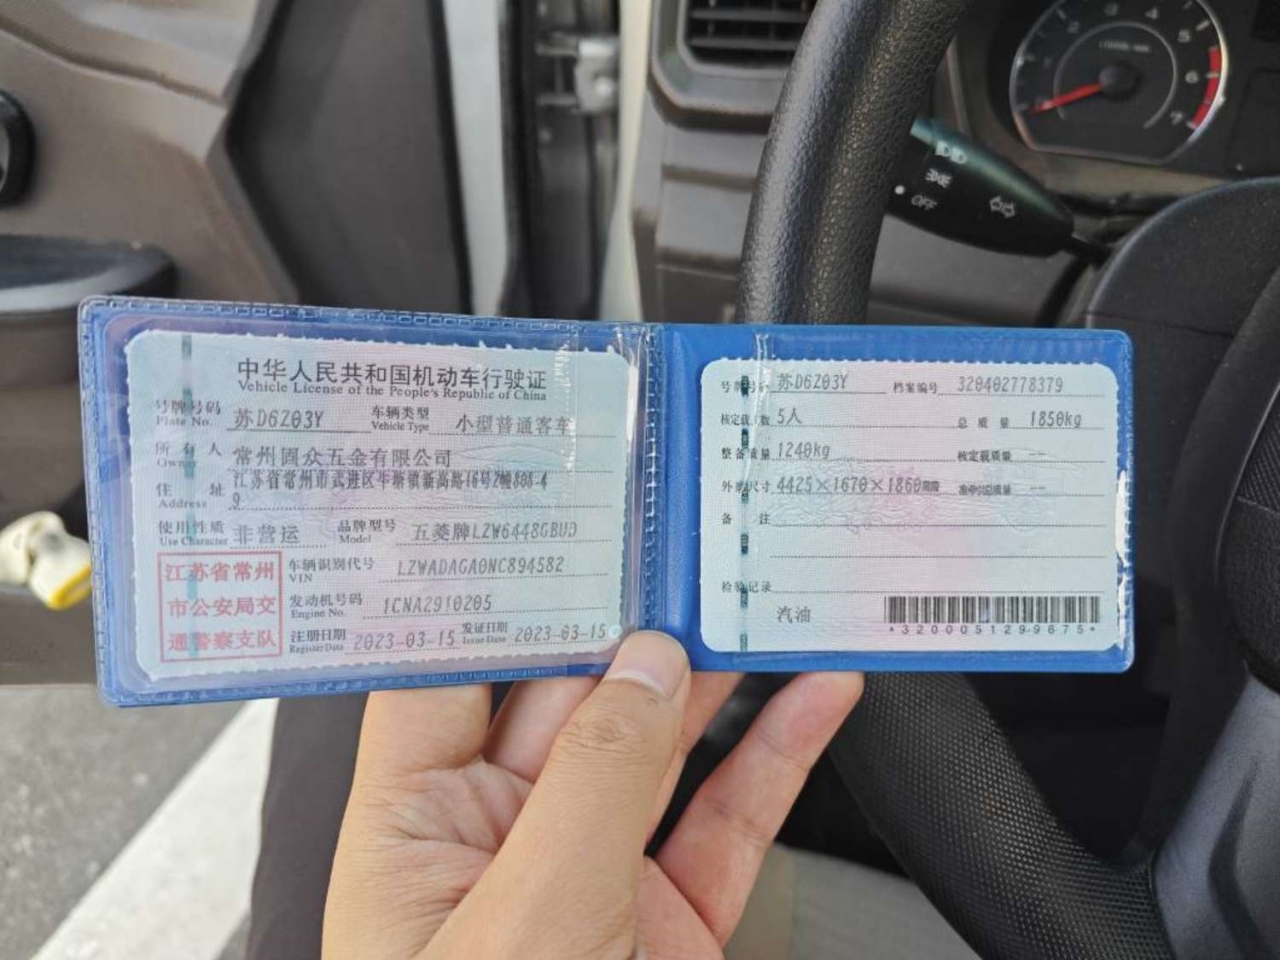 中华人民共和国机动车行驶证
Vehicle License of the People's Republic of China
号牌号码 苏D6Z03Y 车辆类型 小型普通客车
Plate No. Vehicle Type
所有人 常州固众五金有限公司
Owner
住址 江苏省常州市武进区牛塘镇新高路16号2幢808-4
9
Address
使用性质 非营运 品牌型号 五菱牌LZW6448GBUD
Use Character Model
江苏省常州
市公安局交
通警察支队
车辆识别代号 LZWADAGA0NC894582
VIN
发动机号码 1CNA2910205
Engine No.
注册日期 2023-03-15 发证日期 2023-03-15
Register Date Issue Date
号牌号码 苏D6Z03Y 档案编号 320402778379
核定载人数 5人 总质量 1850kg
整备质量 1240kg 核定载质量 --
外廓尺寸 4425×1670×1860mm 准牵引总质量 --
备注
检验记录
汽油
*3200051299675*
1 2 3 4 5 6 7
OFF